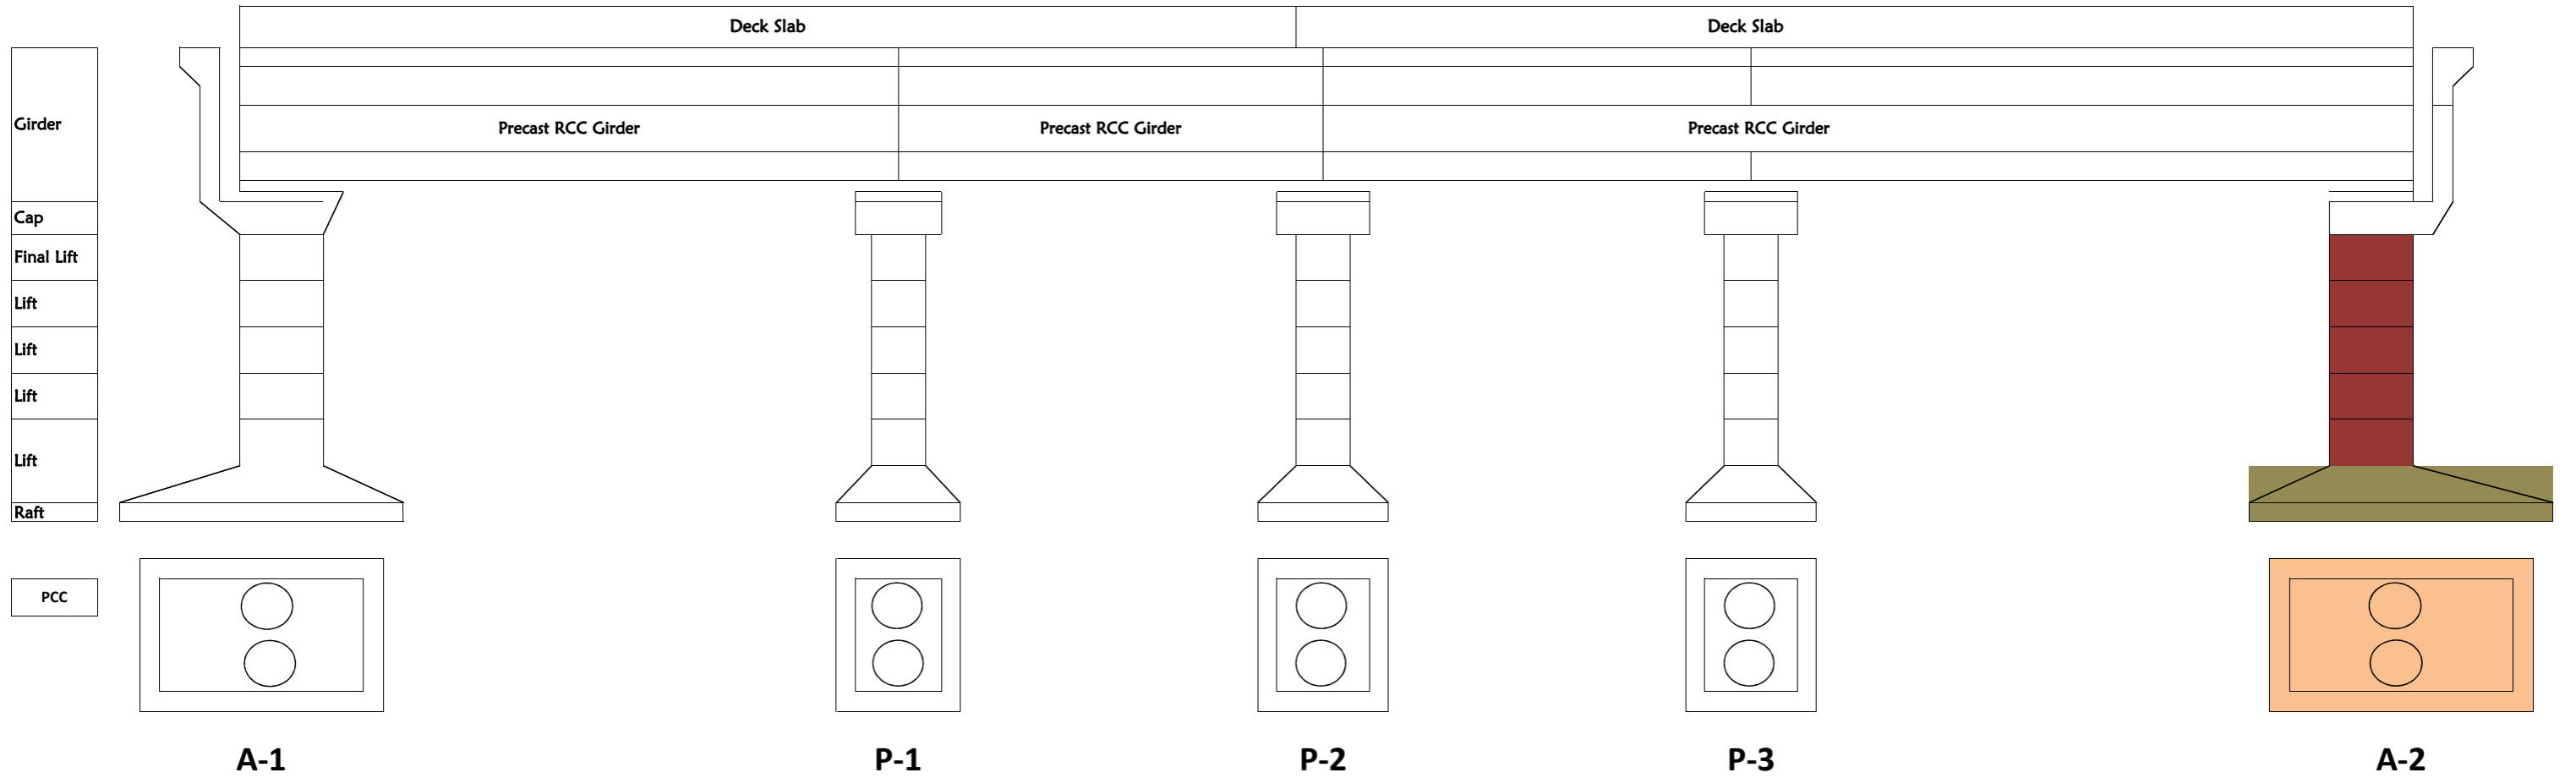 Deck Slab Deck Slab
Girder Precast RCC Girder Precast RCC Girder Precast RCC Girder
Cap
Final Lift
Lift
Lift
Lift
Lift
Raft
PCC
A-1 P-1 P-2 P-3 A-2